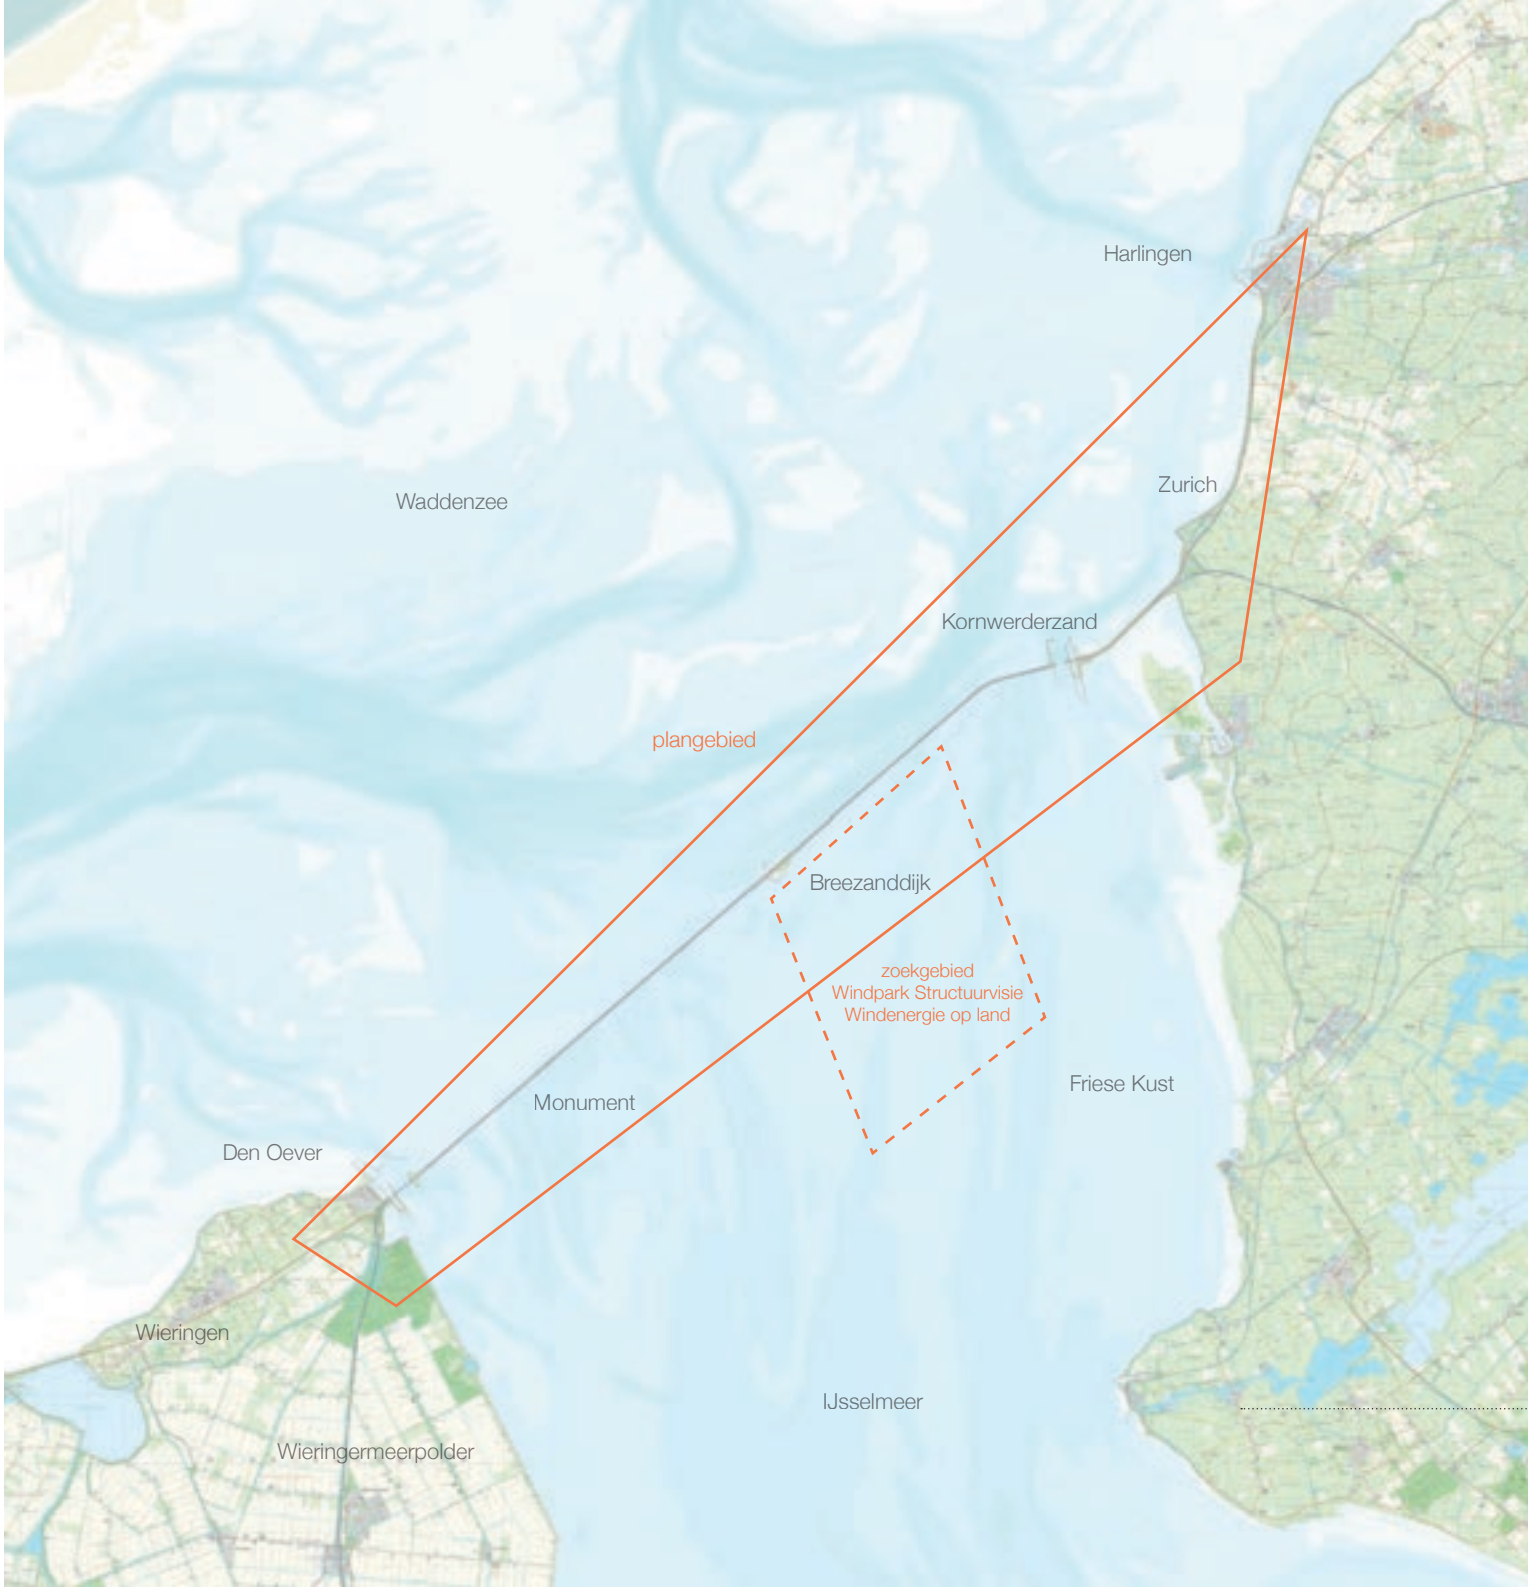 Harlingen
Zurich
Waddenzee
Kornwerderzand
plangebied
Breezanddijk
zoekgebied
Windpark Structuurvisie
Windenergie op land
Friese Kust
Monument
Den Oever
Wieringen
IJsselmeer
Wieringermeerpolder